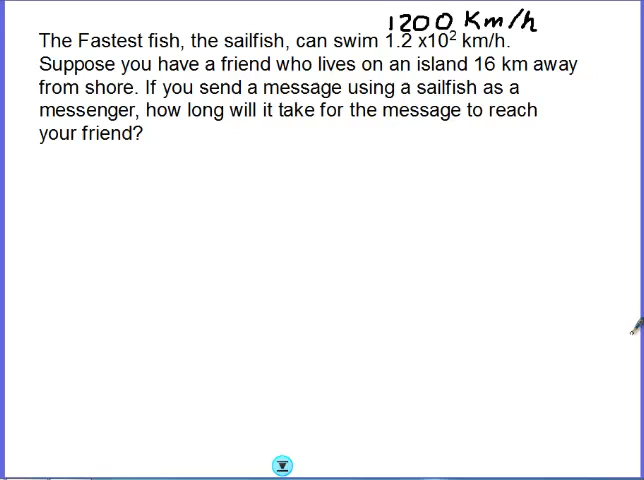 1200 Km/h
The Fastest fish, the sailfish, can swim 1.2 x10² km/h.
Suppose you have a friend who lives on an island 16 km away
from shore. If you send a message using a sailfish as a
messenger, how long will it take for the message to reach
your friend?